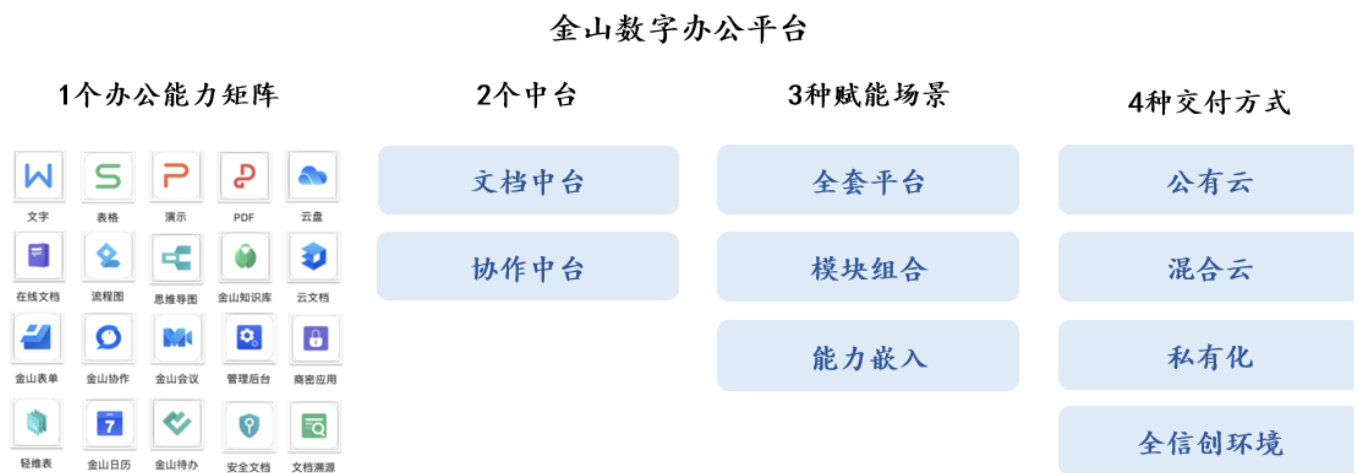 金山数字办公平台
1个办公能力矩阵
2个中台
3种赋能场景
4种交付方式
文字
表格
演示
PDF
云盘
在线文档
流程图
思维导图
金山知识库
云文档
金山表单
金山协作
金山会议
管理后台
商密应用
7
轻维表
金山日历
金山待办
安全文档
文档溯源
文档中台
协作中台
全套平台
模块组合
能力嵌入
公有云
混合云
私有化
全信创环境